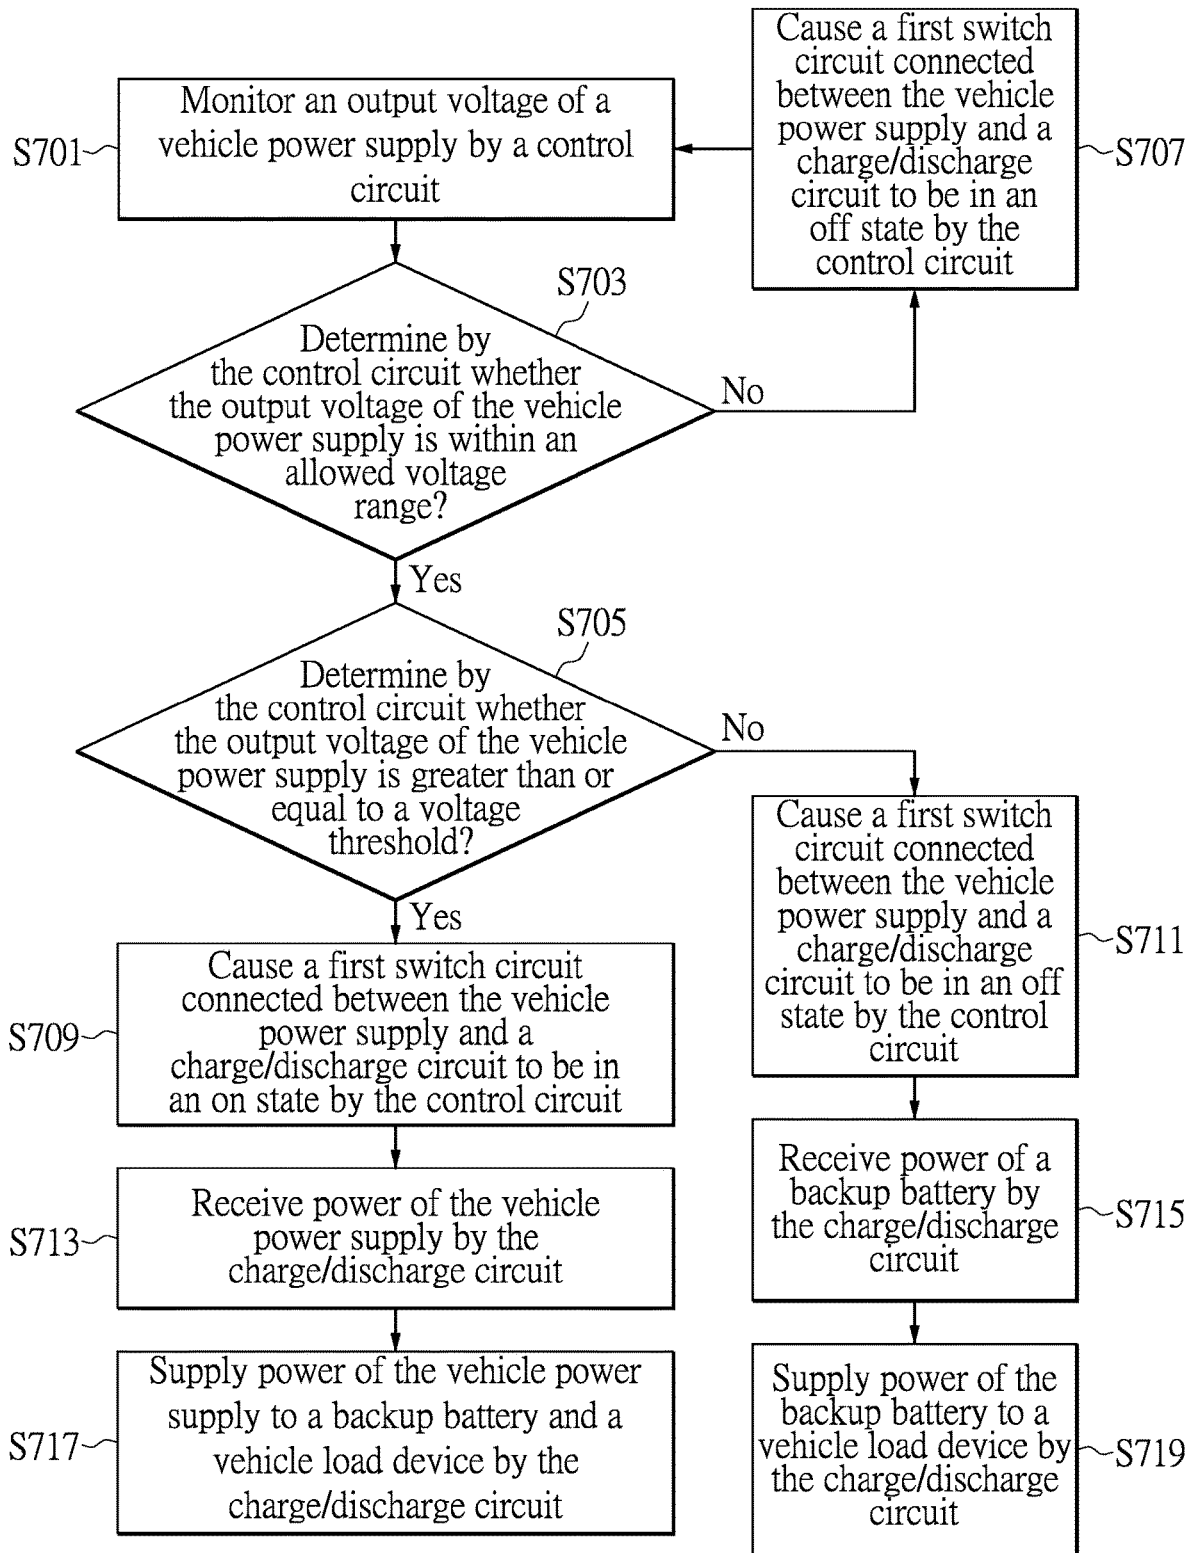 Cause a first switch
circuit connected
between the vehicle
power supply and a
charge/discharge
circuit to be in an
off state by the
control circuit
S707
Monitor an output voltage of a
vehicle power supply by a control
circuit
S701
S703
Determine by
the control circuit whether
the output voltage of the vehicle
power supply is within an
allowed voltage
range?
No
Yes
S705
Determine by
the control circuit whether
the output voltage of the vehicle
power supply is greater than or
equal to a voltage
threshold?
No
Yes
Cause a first switch
circuit connected
between the vehicle
power supply and a
charge/discharge
circuit to be in an off
state by the control
circuit
S711
Cause a first switch circuit
connected between the vehicle
power supply and a
charge/discharge circuit to be in
an on state by the control circuit
S709
Receive power of the vehicle
power supply by the
charge/discharge circuit
S713
Receive power of a
backup battery by
the charge/discharge
circuit
S715
Supply power of the vehicle power
supply to a backup battery and a
vehicle load device by the
charge/discharge circuit
S717
Supply power of the
backup battery to a
vehicle load device by
the charge/discharge
circuit
S719